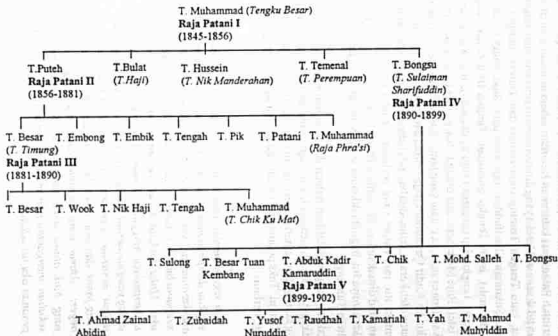 T. Muhammad (Tengku Besar)
Raja Patani I
(1845-1856)
T.Puteh
Raja Patani II
(1856-1881)
T.Bulat
(T.Haji)
T. Hussein
(T. Nik Manderahan)
T. Temenal
(T. Perempuan)
T. Bongsu
(T. Sulaiman
Sharifuddin)
Raja Patani IV
(1890-1899)
T. Besar
(T. Timung)
Raja Patani III
(1881-1890)
T. Embong
T. Embik
T. Tengah
T. Pik
T. Patani
T. Muhammad
(Raja Phra'si)
T. Besar
T. Wook
T. Nik Haji
T. Tengah
T. Muhammad
(T. Chik Ku Mat)
T. Sulong
T. Besar Tuan
Kembang
T. Abduk Kadir
Kamaruddin
Raja Patani V
(1899-1902)
T. Chik
T. Mohd. Salleh
T. Bongsu
T. Ahmad Zainal
Abidin
T. Zubaidah
T. Yusof
Nuruddin
T. Raudhah
T. Kamariah
T. Yah
T. Mahmud
Muhyiddin